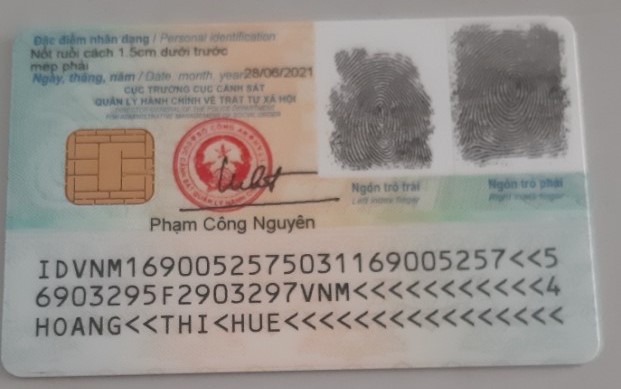 Đặc điểm nhân dạng / Personal identification
Nốt ruồi cách 1.5cm dưới trước
mép phải
Ngày, tháng, năm / Date, month, year 28/06/2021
CỤC TRƯỞNG CỤC CẢNH SÁT
QUẢN LÝ HÀNH CHÍNH VỀ TRẬT TỰ XÃ HỘI
Ngón trỏ trái
Left index finger
Ngón trỏ phải
Right index finger
Phạm Công Nguyên
IDVNM1690052575031169005257<<5
6903295F2903297VNM<<<<<<<<<<<4
HOANG<<THI<HUE<<<<<<<<<<<<<<<<